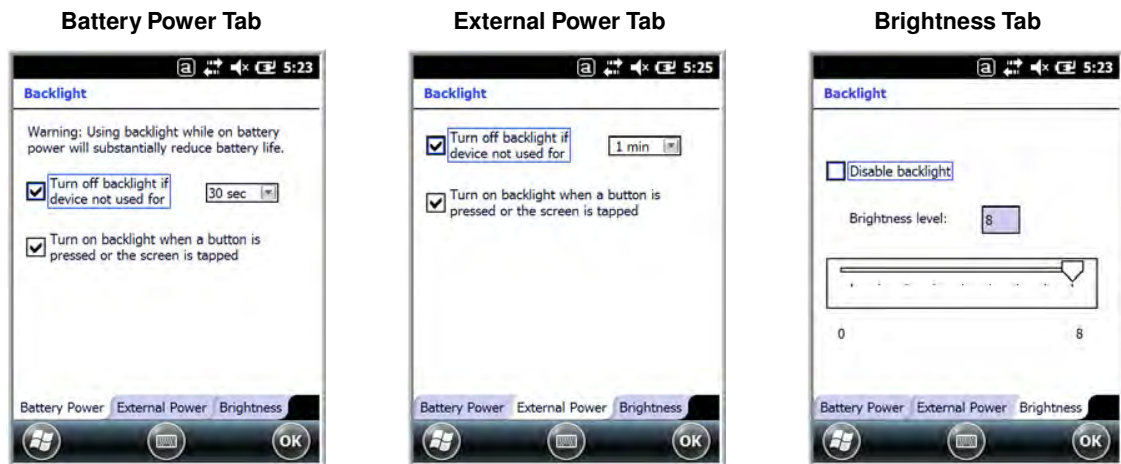 Battery Power Tab
External Power Tab
Brightness Tab
a 5:23
Backlight
Warning: Using backlight while on battery
power will substantially reduce battery life.
Turn off backlight if
device not used for
30 sec
Turn on backlight when a button is
pressed or the screen is tapped
Battery Power External Power Brightness
OK
a 5:25
Backlight
Turn off backlight if
device not used for
1 min
Turn on backlight when a button is
pressed or the screen is tapped
Battery Power External Power Brightness
OK
a 5:23
Backlight
Disable backlight
Brightness level: 8
0 8
Battery Power External Power Brightness
OK